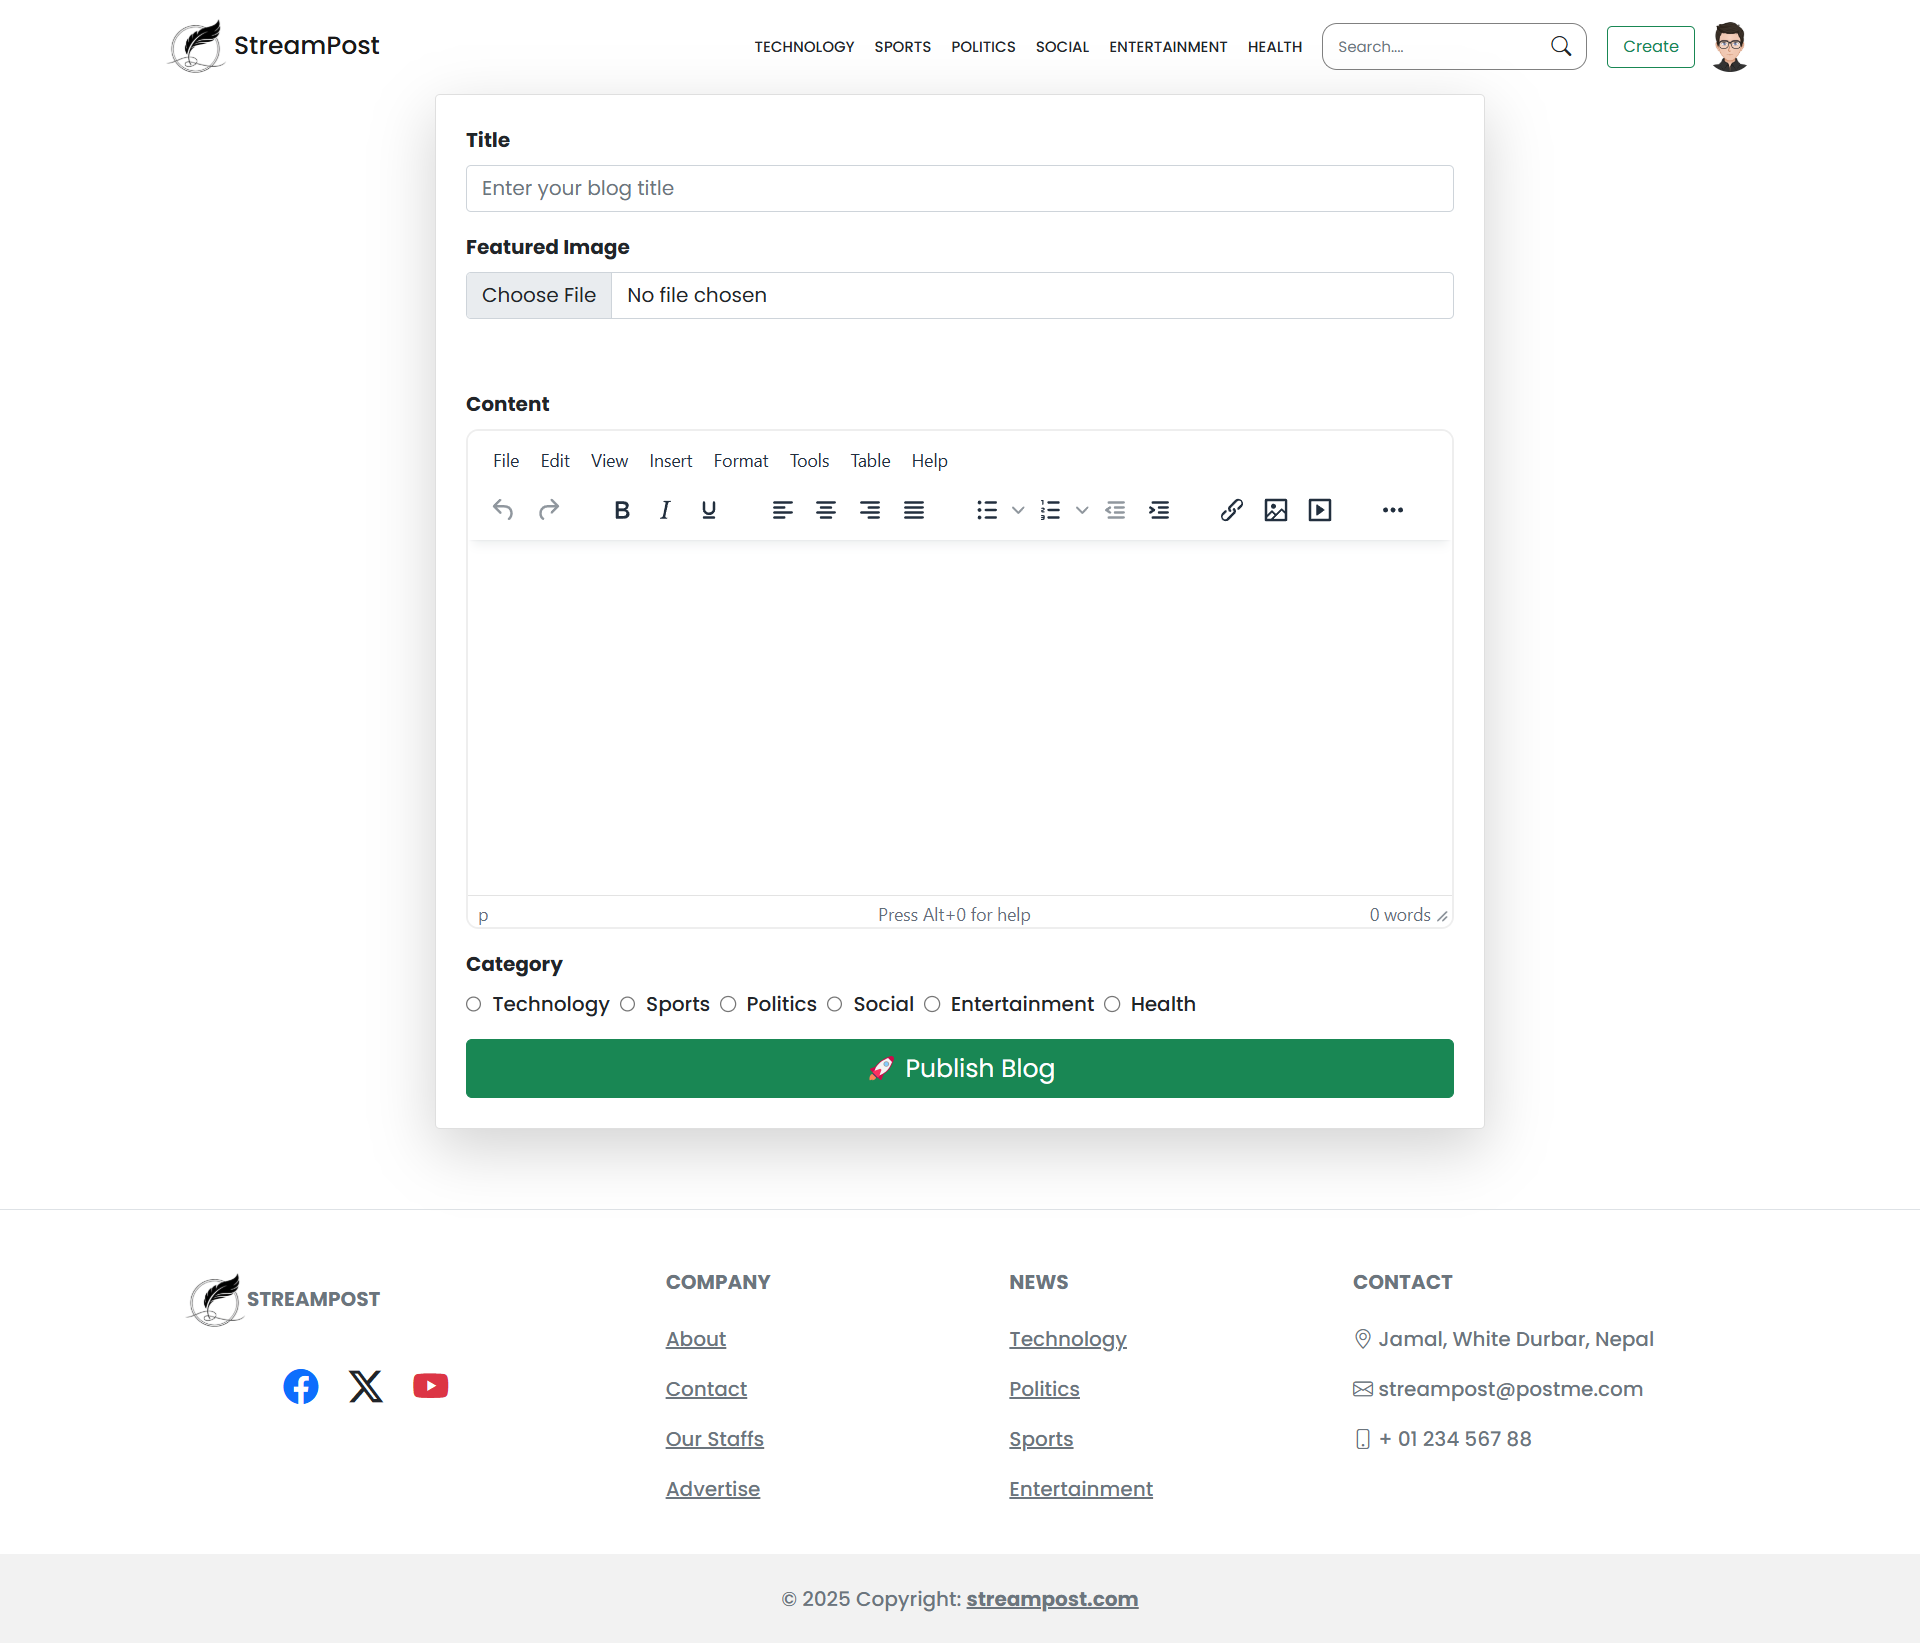 StreamPost
TECHNOLOGY SPORTS POLITICS SOCIAL ENTERTAINMENT HEALTH Search.... Create
Title
Enter your blog title
Featured Image
Choose File No file chosen
Content
File Edit View Insert Format Tools Table Help
B I U
p Press Alt+0 for help 0 words
Category
Technology Sports Politics Social Entertainment Health
🚀 Publish Blog
STREAMPOST
COMPANY
About
Contact
Our Staffs
Advertise
NEWS
Technology
Politics
Sports
Entertainment
CONTACT
Jamal, White Durbar, Nepal
streampost@postme.com
+ 01 234 567 88
© 2025 Copyright: streampost.com